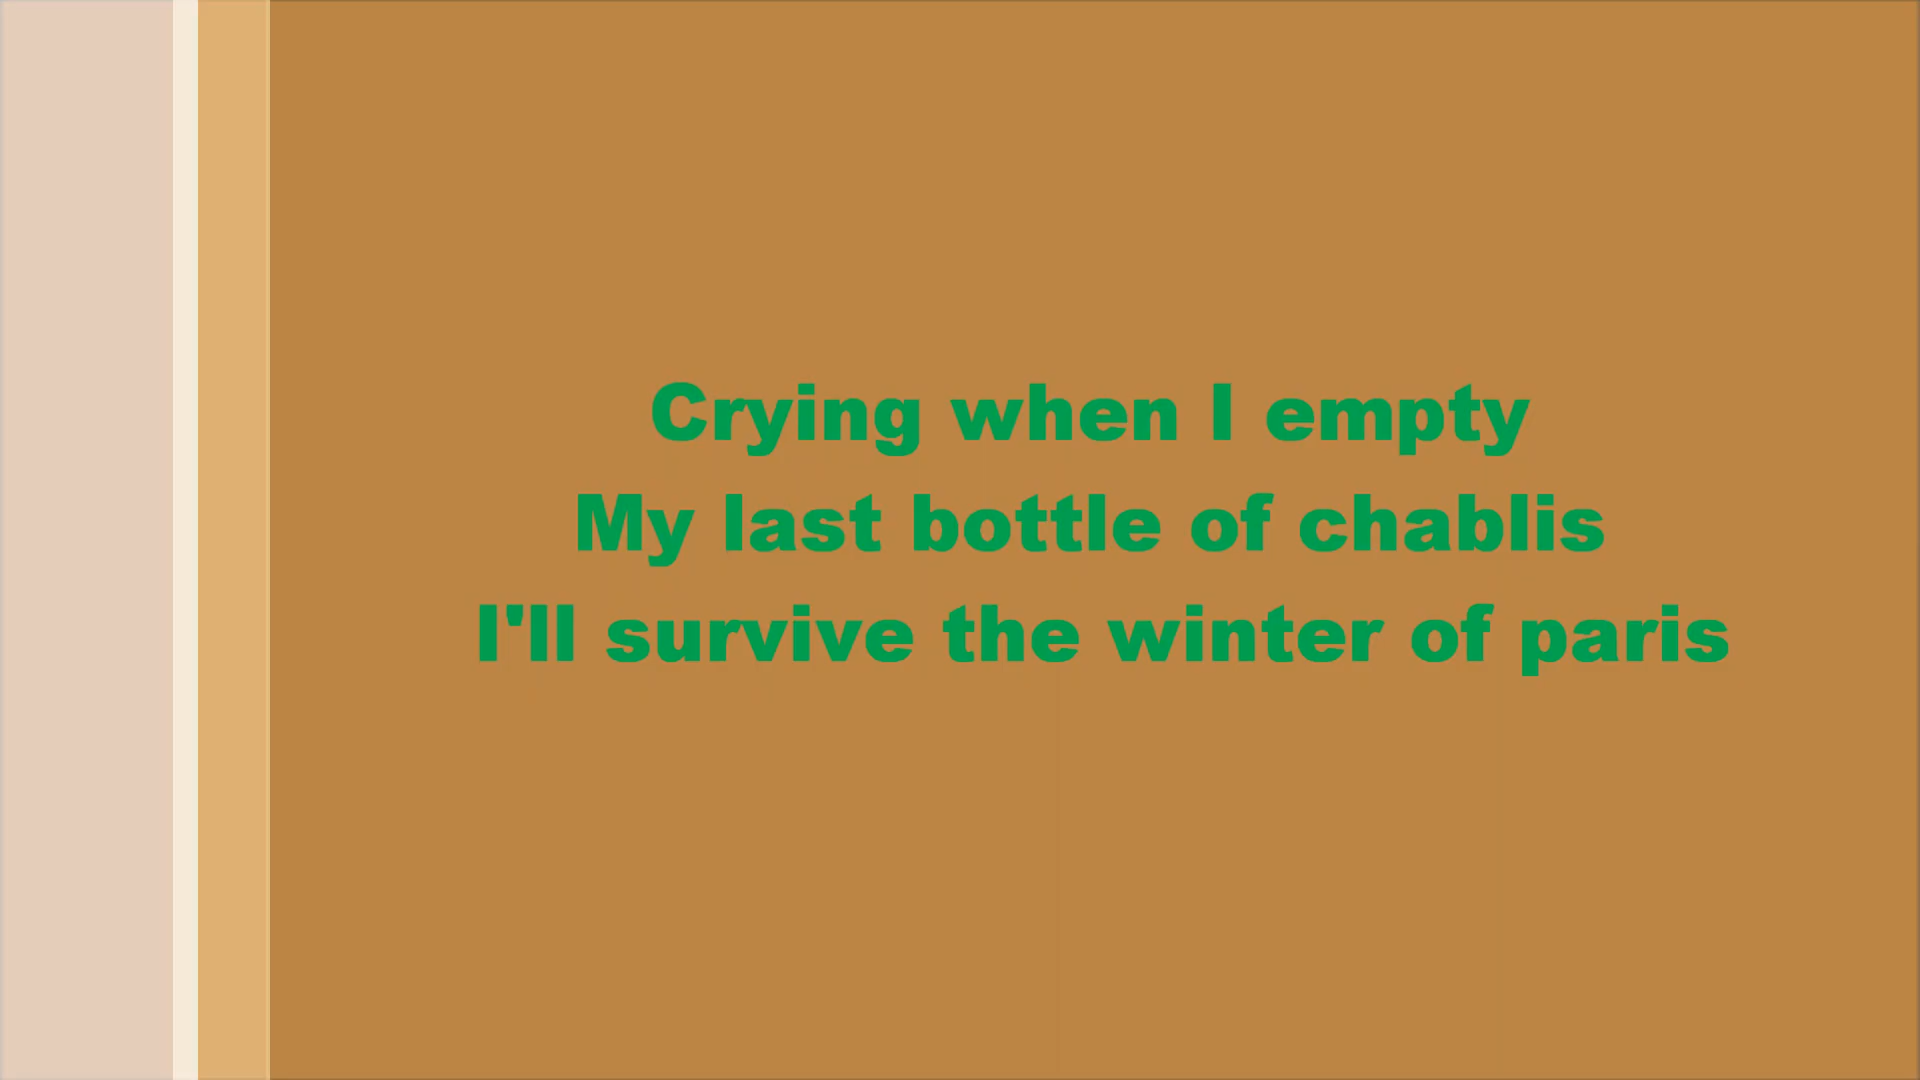 Crying when I empty
My last bottle of chablis
I'll survive the winter of paris